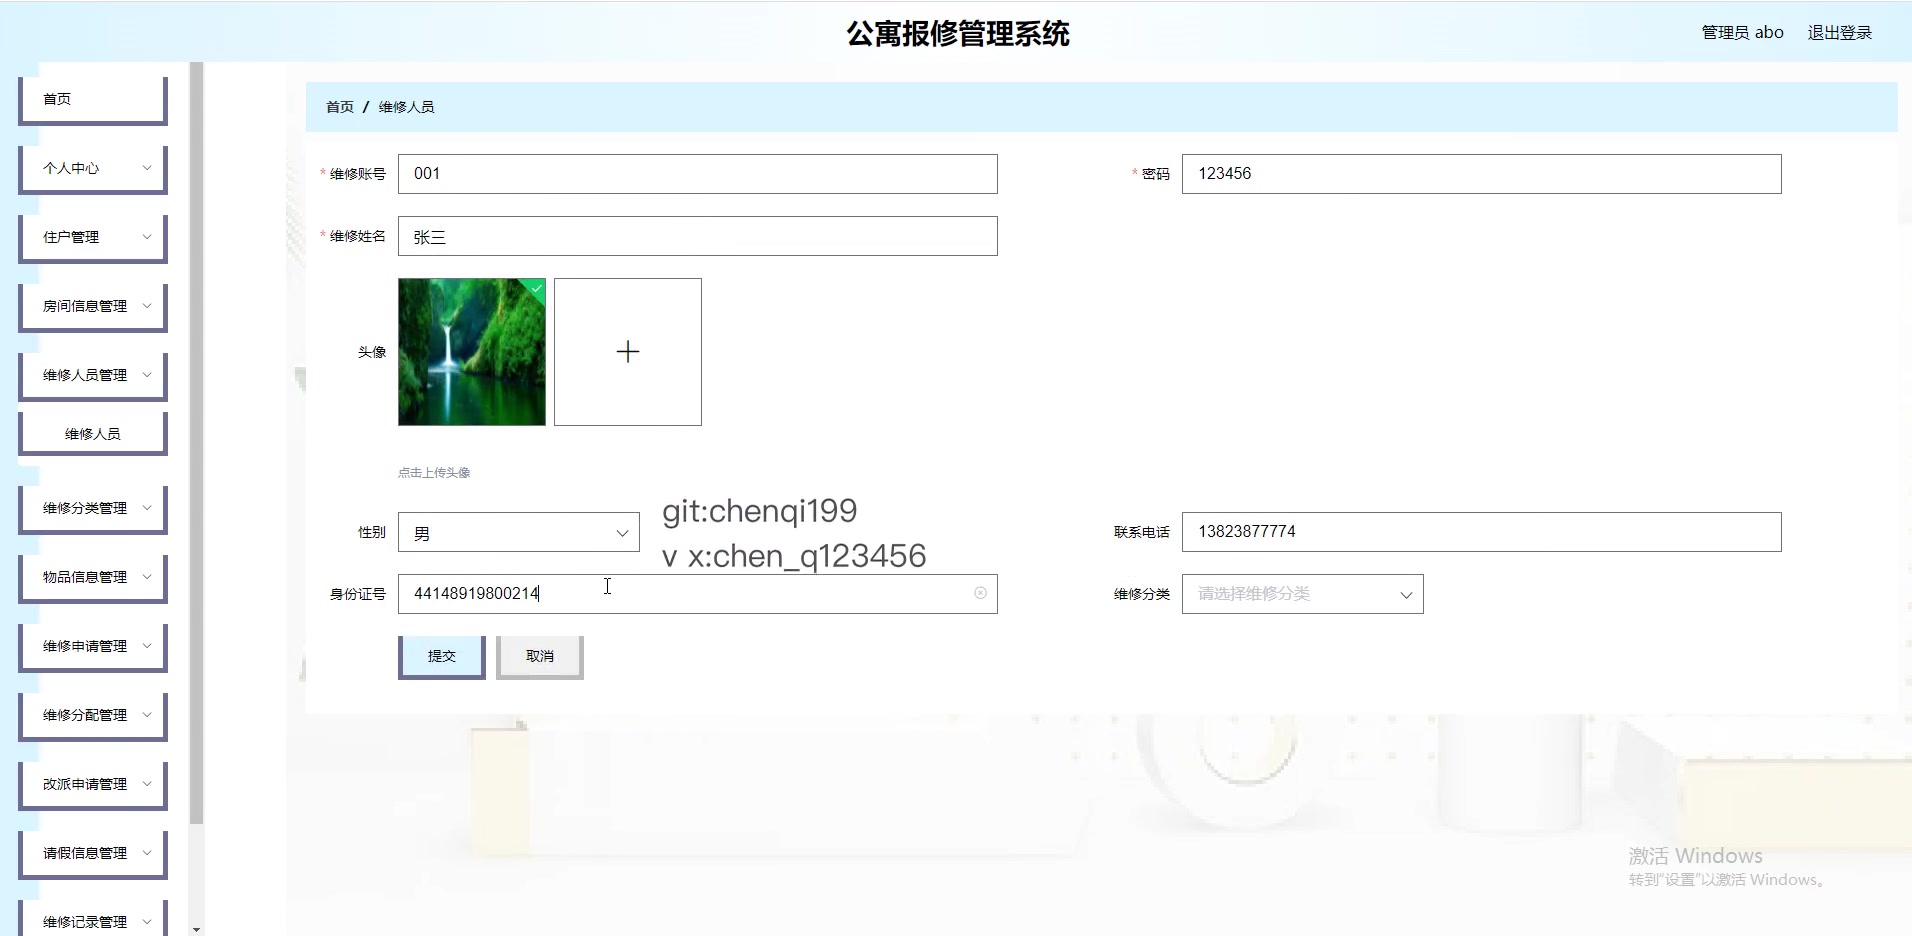 公寓报修管理系统
管理员 abo 退出登录
首页
个人中心
住户管理
房间信息管理
维修人员管理
维修人员
维修分类管理
物品信息管理
维修申请管理
维修分配管理
改派申请管理
请假信息管理
维修记录管理
首页 / 维修人员
* 维修账号 001
* 密码 123456
* 维修姓名 张三
头像
点击上传头像
性别 男
联系电话 13823877774
git:chenqi199
v x:chen_q123456
身份证号 44148919800214
维修分类 请选择维修分类
提交 取消
激活 Windows
转到“设置”以激活 Windows。